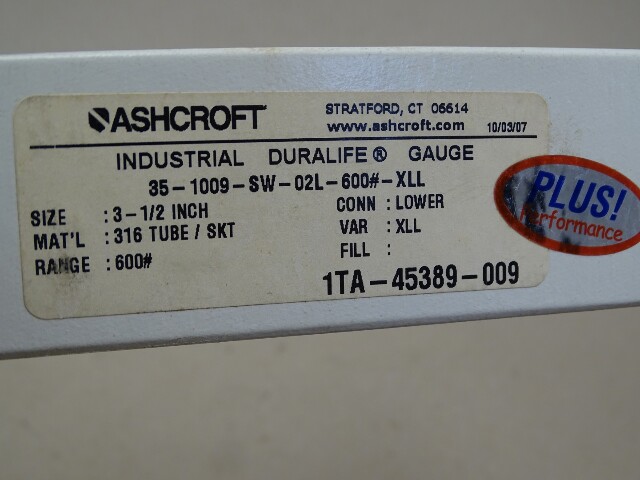 ASHCROFT
STRATFORD, CT 06614
www.ashcroft.com 10/03/07
INDUSTRIAL DURALIFE® GAUGE
35-1009-SW-02L-600#-XLL
SIZE : 3-1/2 INCH
MAT'L : 316 TUBE / SKT
RANGE : 600#
CONN : LOWER
VAR : XLL
FILL :
1TA-45389-009
PLUS!
Performance